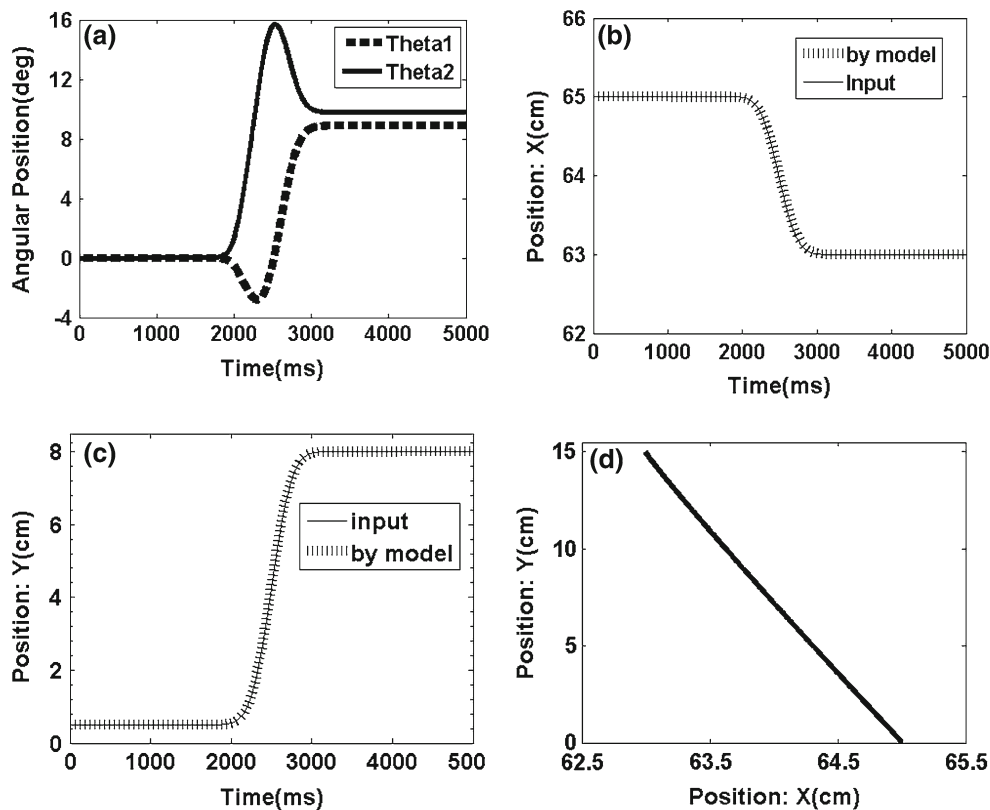 (a)
Theta1
Theta2
Angular Position(deg)
16
12
8
4
0
-4
0 1000 2000 3000 4000 5000
Time(ms)
(b)
by model
Input
Position: X(cm)
66
65
64
63
62
0 1000 2000 3000 4000 5000
Time(ms)
(c)
input
by model
Position: Y(cm)
8
6
4
2
0
0 1000 2000 3000 4000 500
Time(ms)
(d)
Position: Y(cm)
15
10
5
0
62.5 63.5 64.5 65.5
Position: X(cm)